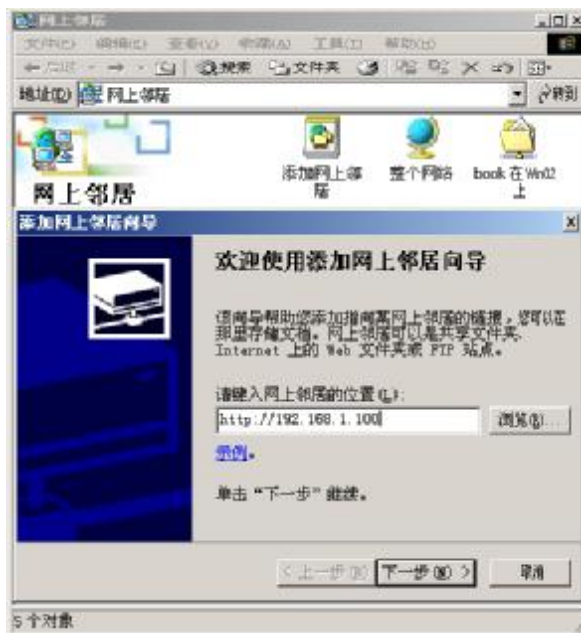 网上邻居
文件(F) 编辑(E) 查看(V) 收藏(A) 工具(T) 帮助(H)
后退 搜索 文件夹
地址(D) 网上邻居 转到
网上邻居
添加网上邻居
整个网络
book 在 Win02 上
添加网上邻居向导
欢迎使用添加网上邻居向导
该向导帮助您添加指向某网上邻居的链接，您可以在
那里存储文档。网上邻居可以是共享文件夹、
Internet 上的 Web 文件夹或 FTP 站点。
请键入网上邻居的位置(L):
http://192.168.1.100
浏览(R)...
示例。
单击“下一步”继续。
< 上一步(B) 下一步(N) > 取消
5 个对象